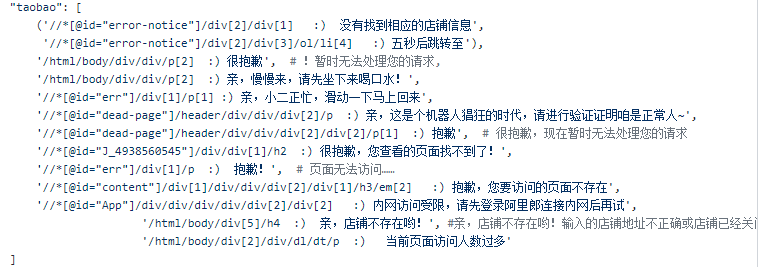 "taobao": [
('//*[@id="error-notice"]/div[2]/div[1]   :)  没有找到相应的店铺信息',
'//*[@id="error-notice"]/div[2]/div[3]/ol/li[4]   :) 五秒后跳转至'),
'/html/body/div/div/p[2]  :) 很抱歉', # ！暂时无法处理您的请求,
'/html/body/div/div/p[2]  :) 亲，慢慢来，请先坐下来喝口水！',
'//*[@id="err"]/div[1]/p[1] :) 亲，小二正忙，滑动一下马上回来',
'//*[@id="dead-page"]/header/div/div/div[2]/p  :) 亲，这是个机器人猖狂的时代，请进行验证证明咱是正常人~',
'//*[@id="dead-page"]/header/div/div/div[2]/div[2]/p[1]  :) 抱歉',  # 很抱歉，现在暂时无法处理您的请求
'//*[@id="J_4938560545"]/div/div[1]/h2  :) 很抱歉，您查看的页面找不到了！',
'//*[@id="err"]/div[1]/p  :)  抱歉！',  # 页面无法访问……
'//*[@id="content"]/div[1]/div/div/div[2]/div[1]/h3/em[2]   :) 抱歉，您要访问的页面不存在',
'//*[@id="App"]/div/div/div/div/div[2]/div[2]   :) 内网访问受限，请先登录阿里郎连接内网后再试',
'/html/body/div[5]/h4  :)  亲，店铺不存在哟！', #亲，店铺不存在哟！输入的店铺地址不正确或店铺已经关
'/html/body/div[2]/div/dl/dt/p  :)   当前页面访问人数过多'
]